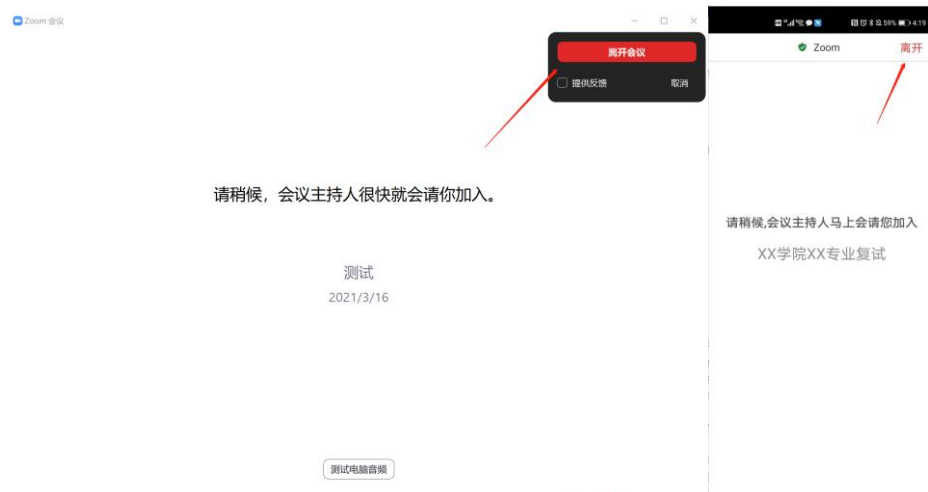 Zoom 会议
离开会议
提供反馈
取消
请稍候，会议主持人很快就会请你加入。
测试
2021/3/16
测试电脑音频
59%
4:19
Zoom
离开
请稍候,会议主持人马上会请您加入
XX学院XX专业复试